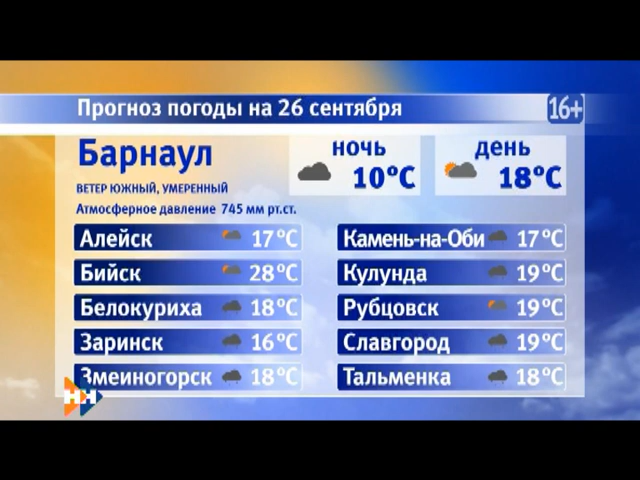 Прогноз погоды на 26 сентября 16+
Барнаул
ВЕТЕР ЮЖНЫЙ, УМЕРЕННЫЙ
Атмосферное давление 745 мм рт.ст.
ночь
10°C
день
18°C
Алейск 17°C
Бийск 28°C
Белокуриха 18°C
Заринск 16°C
Змеиногорск 18°C
Камень-на-Оби 17°C
Кулунда 19°C
Рубцовск 19°C
Славгород 19°C
Тальменка 18°C
НН